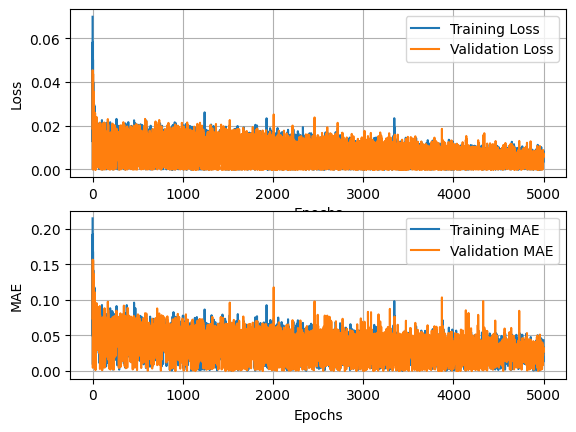 0.06
0.04
0.02
0.00
Loss
Training Loss
Validation Loss
0 1000 2000 3000 4000 5000
Epochs
0.20
0.15
0.10
0.05
0.00
MAE
Training MAE
Validation MAE
0 1000 2000 3000 4000 5000
Epochs